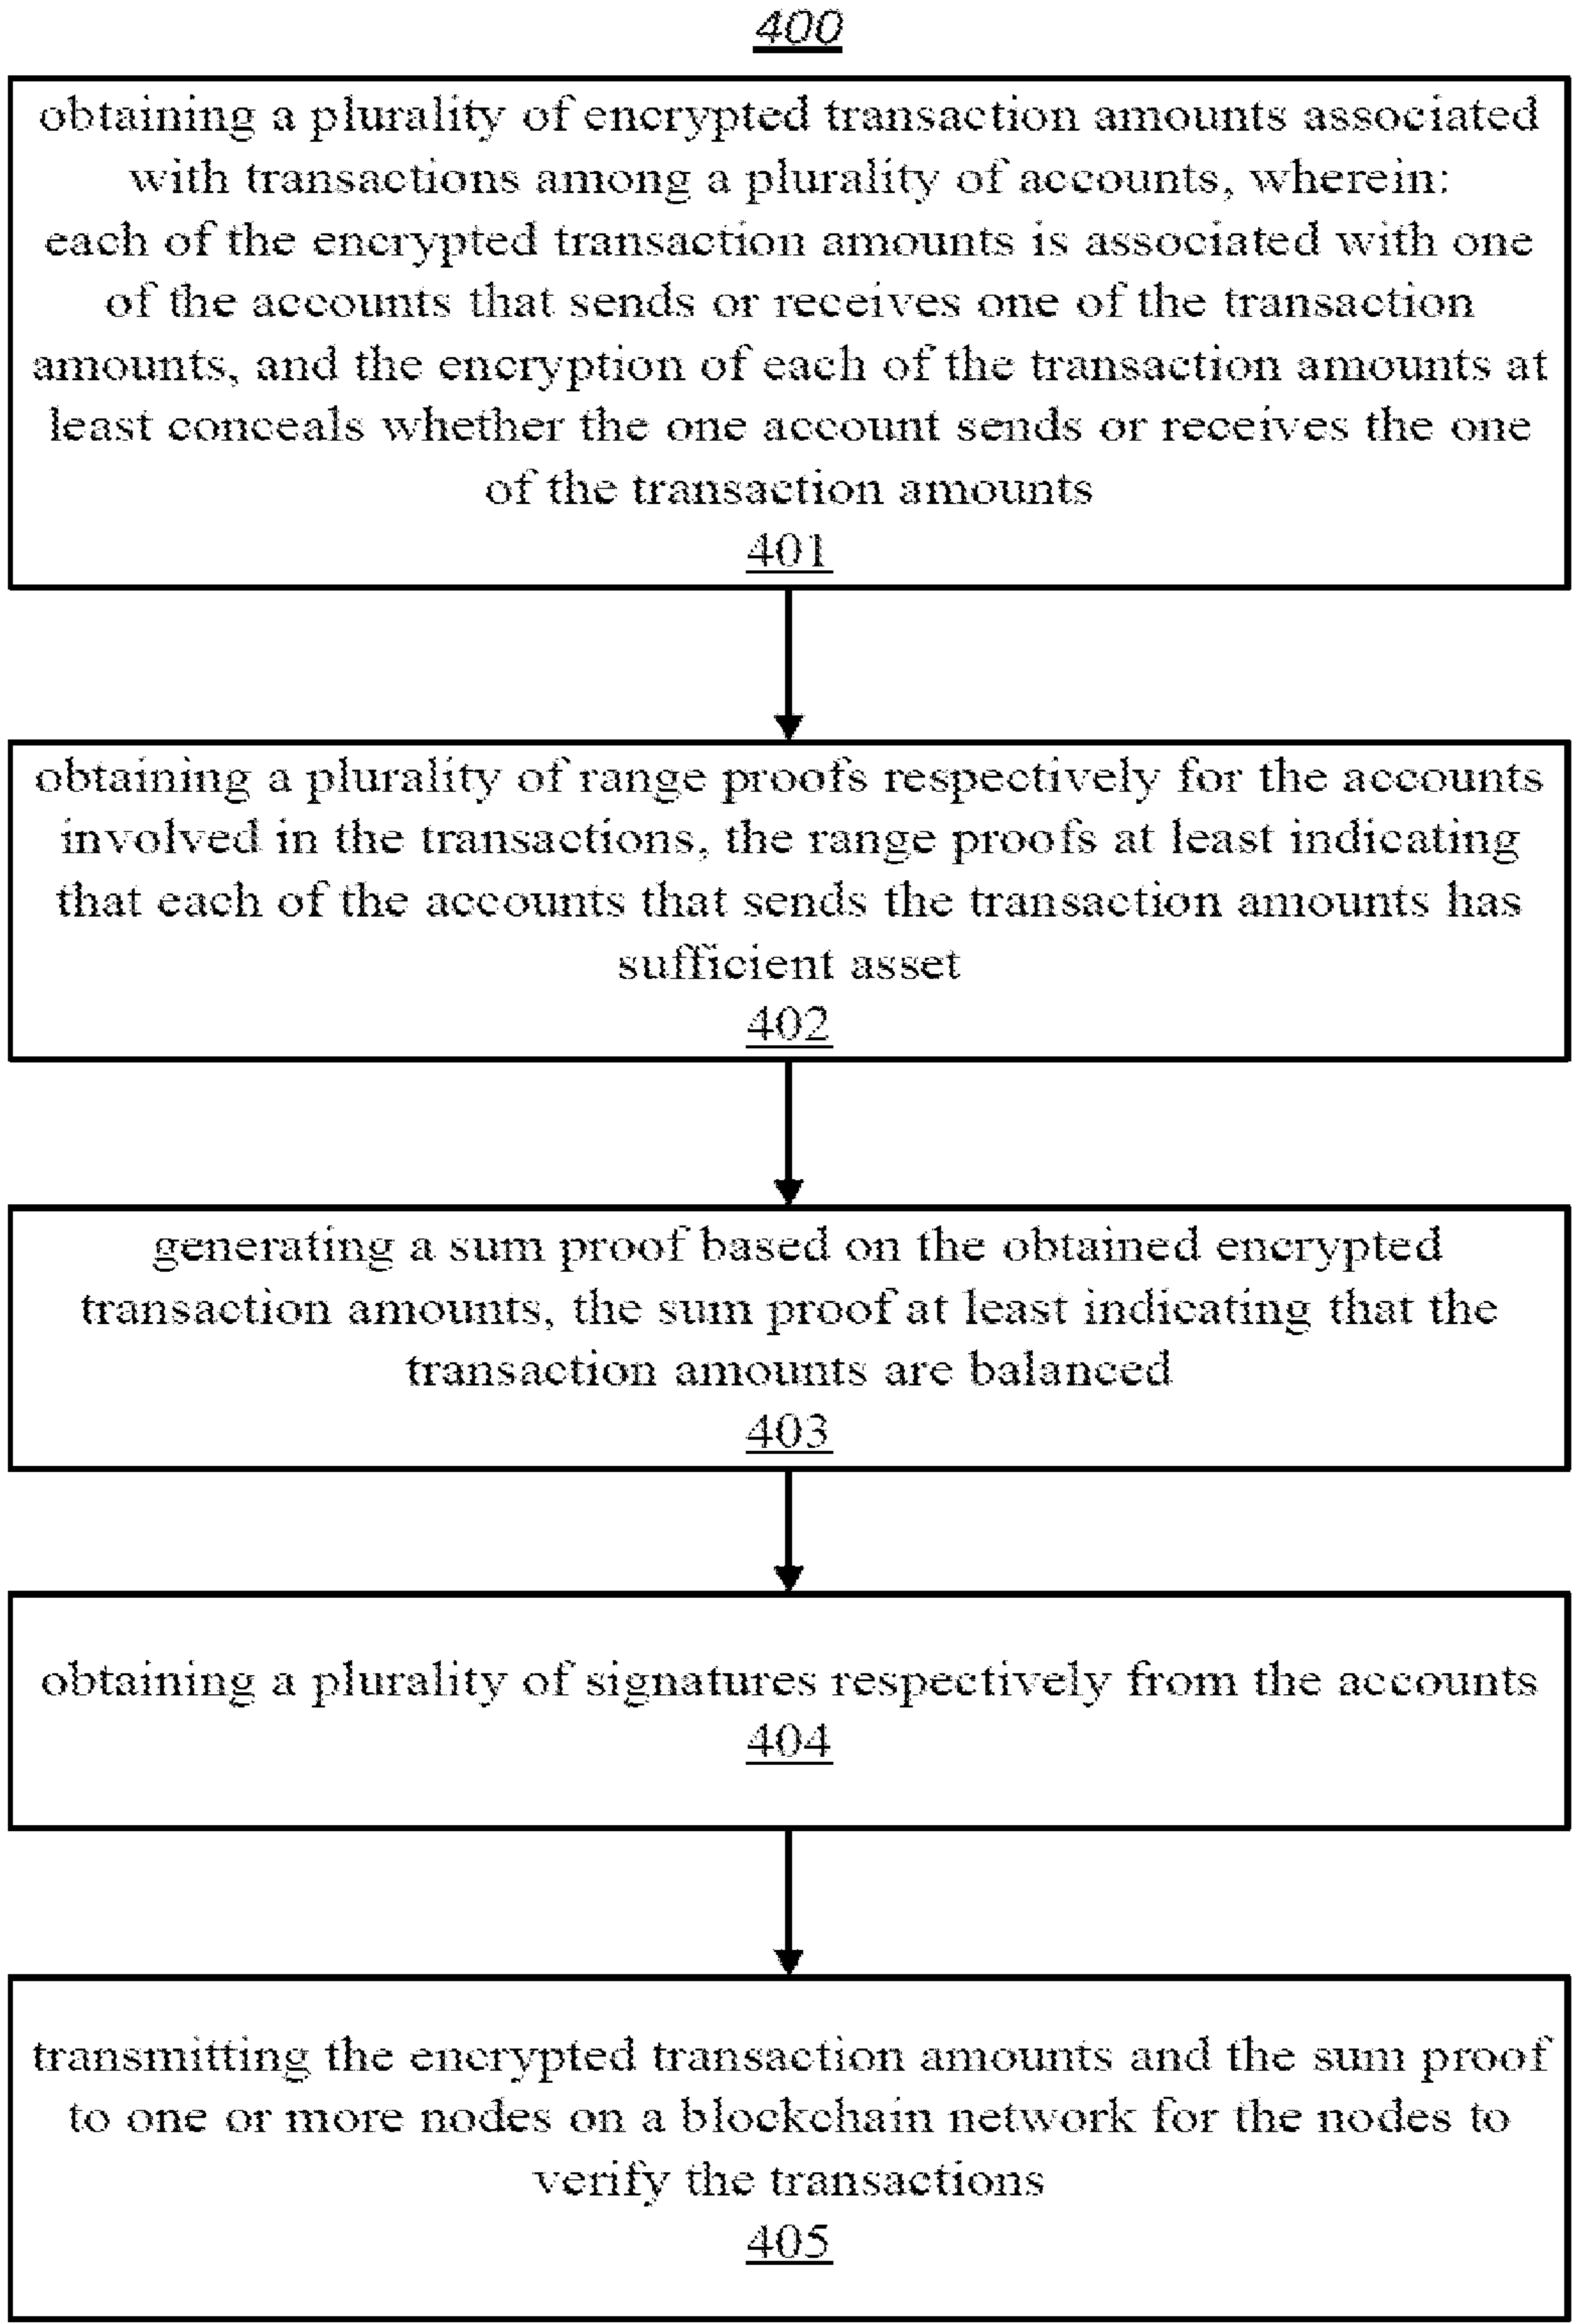 400
obtaining a plurality of encrypted transaction amounts associated
with transactions among a plurality of accounts, wherein:
each of the encrypted transaction amounts is associated with one
of the accounts that sends or receives one of the transaction
amounts, and the encryption of each of the transaction amounts at
least conceals whether the one account sends or receives the one
of the transaction amounts
401
obtaining a plurality of range proofs respectively for the accounts
involved in the transactions, the range proofs at least indicating
that each of the accounts that sends the transaction amounts has
sufficient asset
402
generating a sum proof based on the obtained encrypted
transaction amounts, the sum proof at least indicating that the
transaction amounts are balanced
403
obtaining a plurality of signatures respectively from the accounts
404
transmitting the encrypted transaction amounts and the sum proof
to one or more nodes on a blockchain network for the nodes to
verify the transactions
405